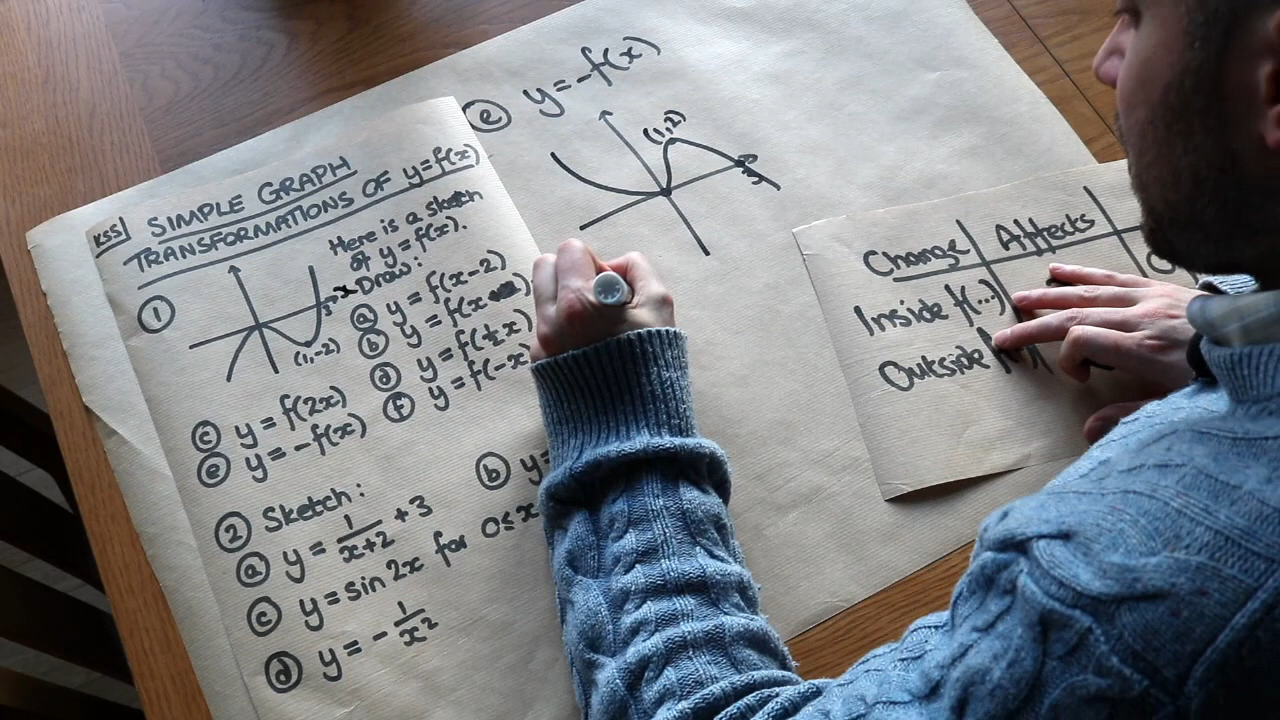 KS5 SIMPLE GRAPH
TRANSFORMATIONS OF y=f(x)
① Here is a sketch
of y=f(x).
Draw:
x
3
(1,-2)
ⓐ y=f(x-2)
ⓑ y=f(x
ⓓ y=f(½x)
ⓕ y=f(-x)
ⓒ y=f(2x)
ⓔ y=-f(x)
② Sketch:
ⓐ y = 1/(x+2) + 3
ⓑ y=
ⓒ y=sin 2x for 0≤x
ⓓ y = - 1/x²
ⓔ y=-f(x)
(1,2)
Change Affects
Inside f(...)
Outside